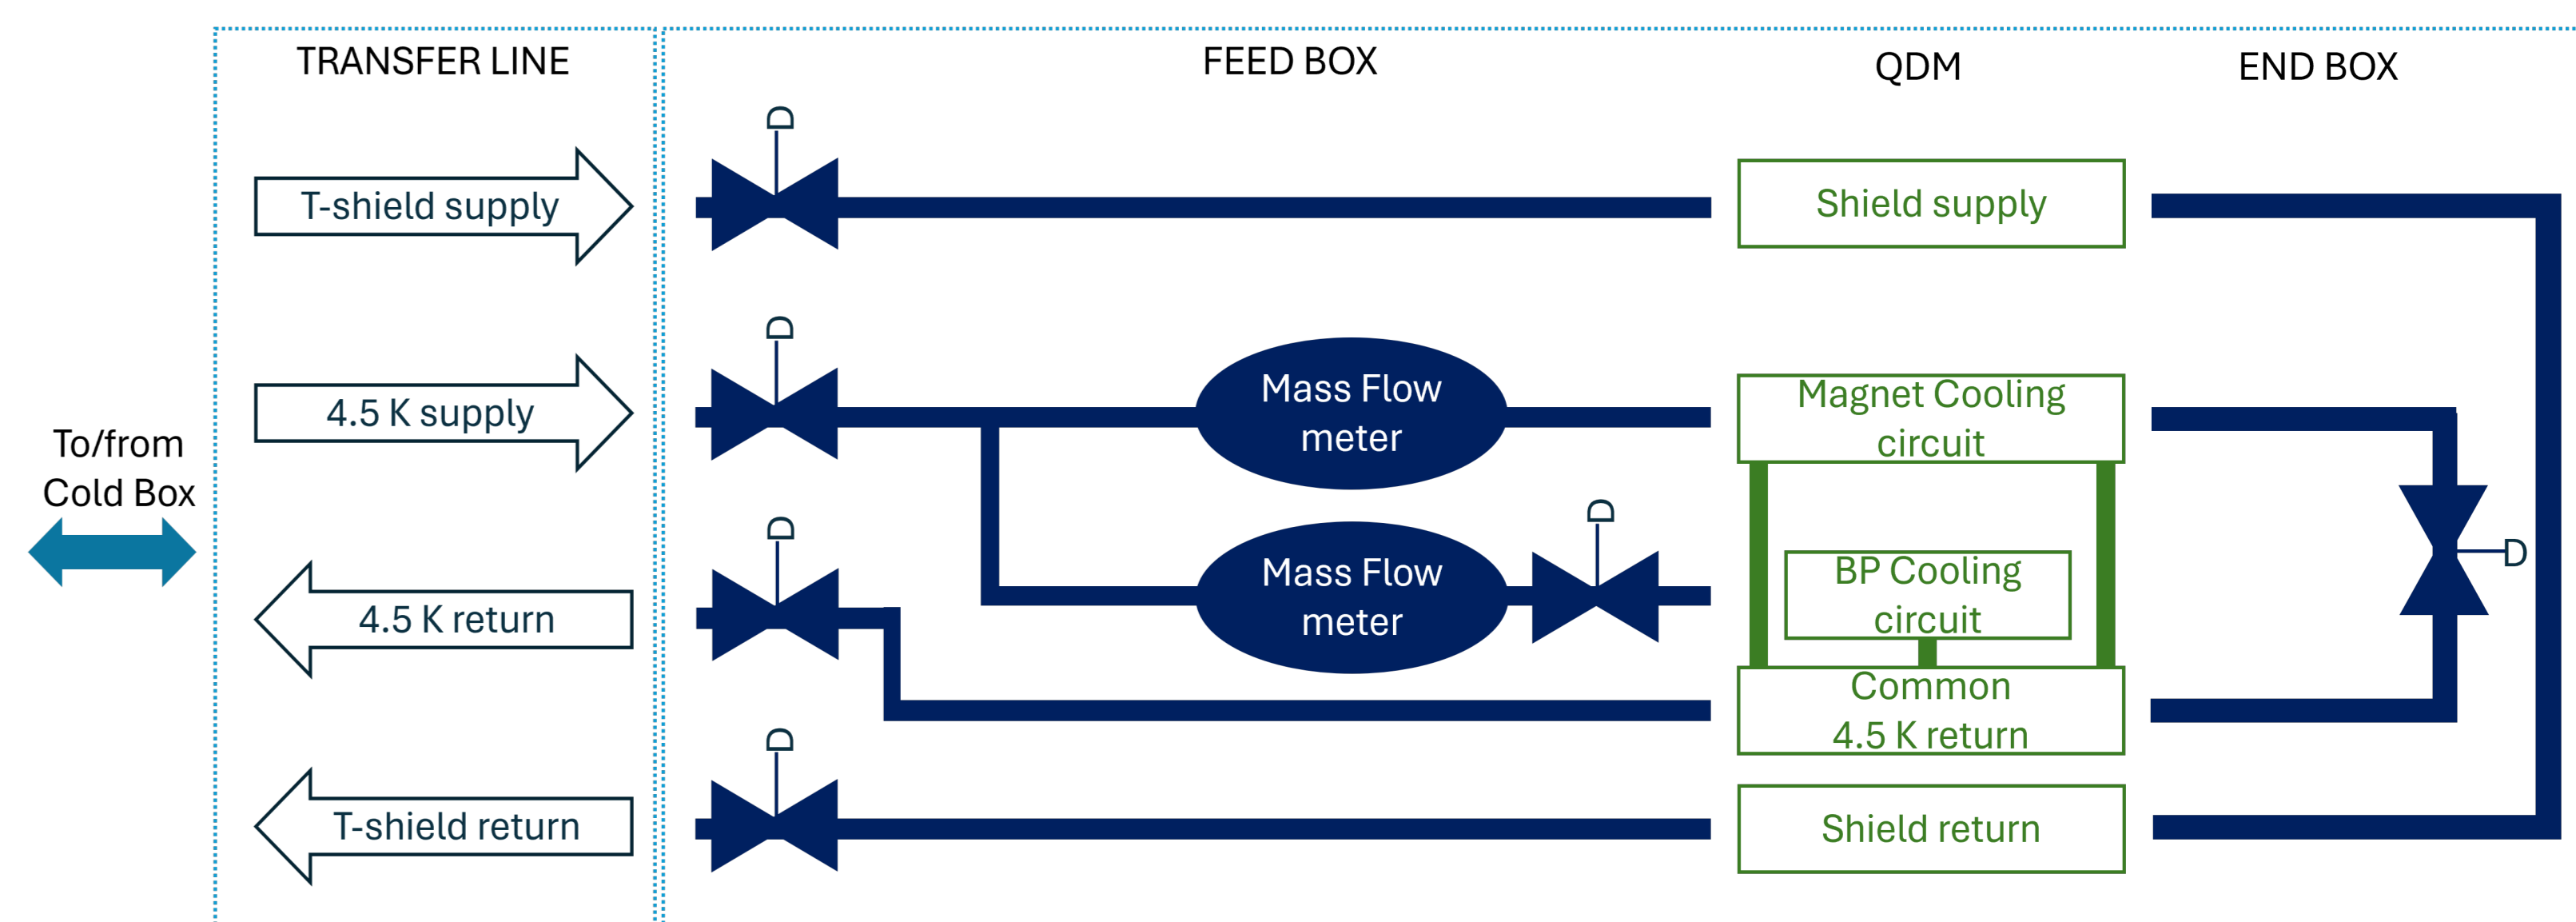 TRANSFER LINE
FEED BOX
QDM
END BOX
D
T-shield supply
Shield supply
D
4.5 K supply
Mass Flow
meter
Magnet Cooling
circuit
To/from
Cold Box
D
4.5 K return
Mass Flow
meter
D
BP Cooling
circuit
D
Common
4.5 K return
D
T-shield return
Shield return